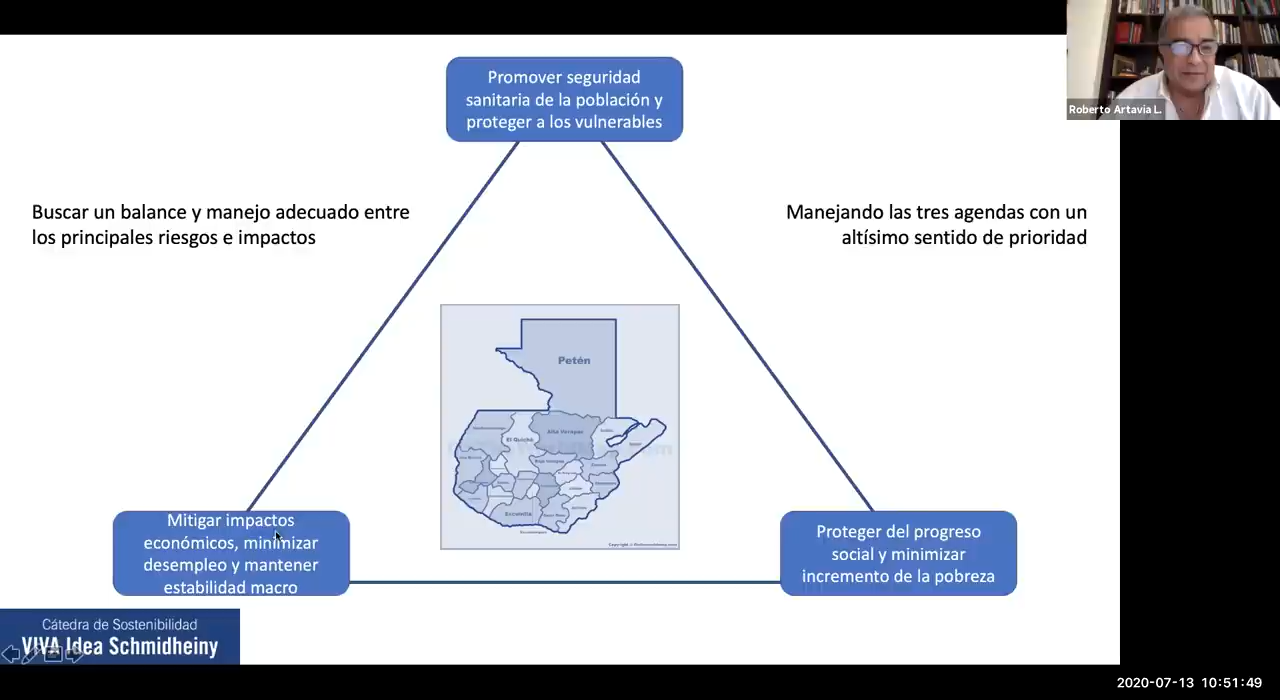 Promover seguridad
sanitaria de la población y
proteger a los vulnerables
Roberto Artavia L.
Buscar un balance y manejo adecuado entre
los principales riesgos e impactos
Manejando las tres agendas con un
altísimo sentido de prioridad
Petén
Alta Verapaz
El Quiché
Escuintla
Mitigar impactos
económicos, minimizar
desempleo y mantener
estabilidad macro
Proteger del progreso
social y minimizar
incremento de la pobreza
Cátedra de Sostenibilidad
VIVA Idea Schmidheiny
2020-07-13 10:51:49